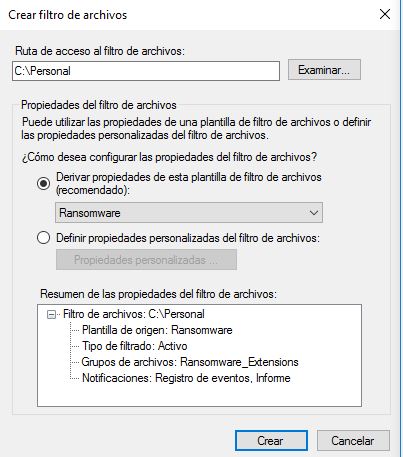 Crear filtro de archivos
Ruta de acceso al filtro de archivos:
C:\Personal
Examinar...
Propiedades del filtro de archivos
Puede utilizar las propiedades de una plantilla de filtro de archivos o definir
las propiedades personalizadas del filtro de archivos.
¿Cómo desea configurar las propiedades del filtro de archivos?
Derivar propiedades de esta plantilla de filtro de archivos
(recomendado):
Ransomware
Definir propiedades personalizadas del filtro de archivos:
Propiedades personalizadas ...
Resumen de las propiedades del filtro de archivos:
Filtro de archivos: C:\Personal
Plantilla de origen: Ransomware
Tipo de filtrado: Activo
Grupos de archivos: Ransomware_Extensions
Notificaciones: Registro de eventos, Informe
Crear
Cancelar